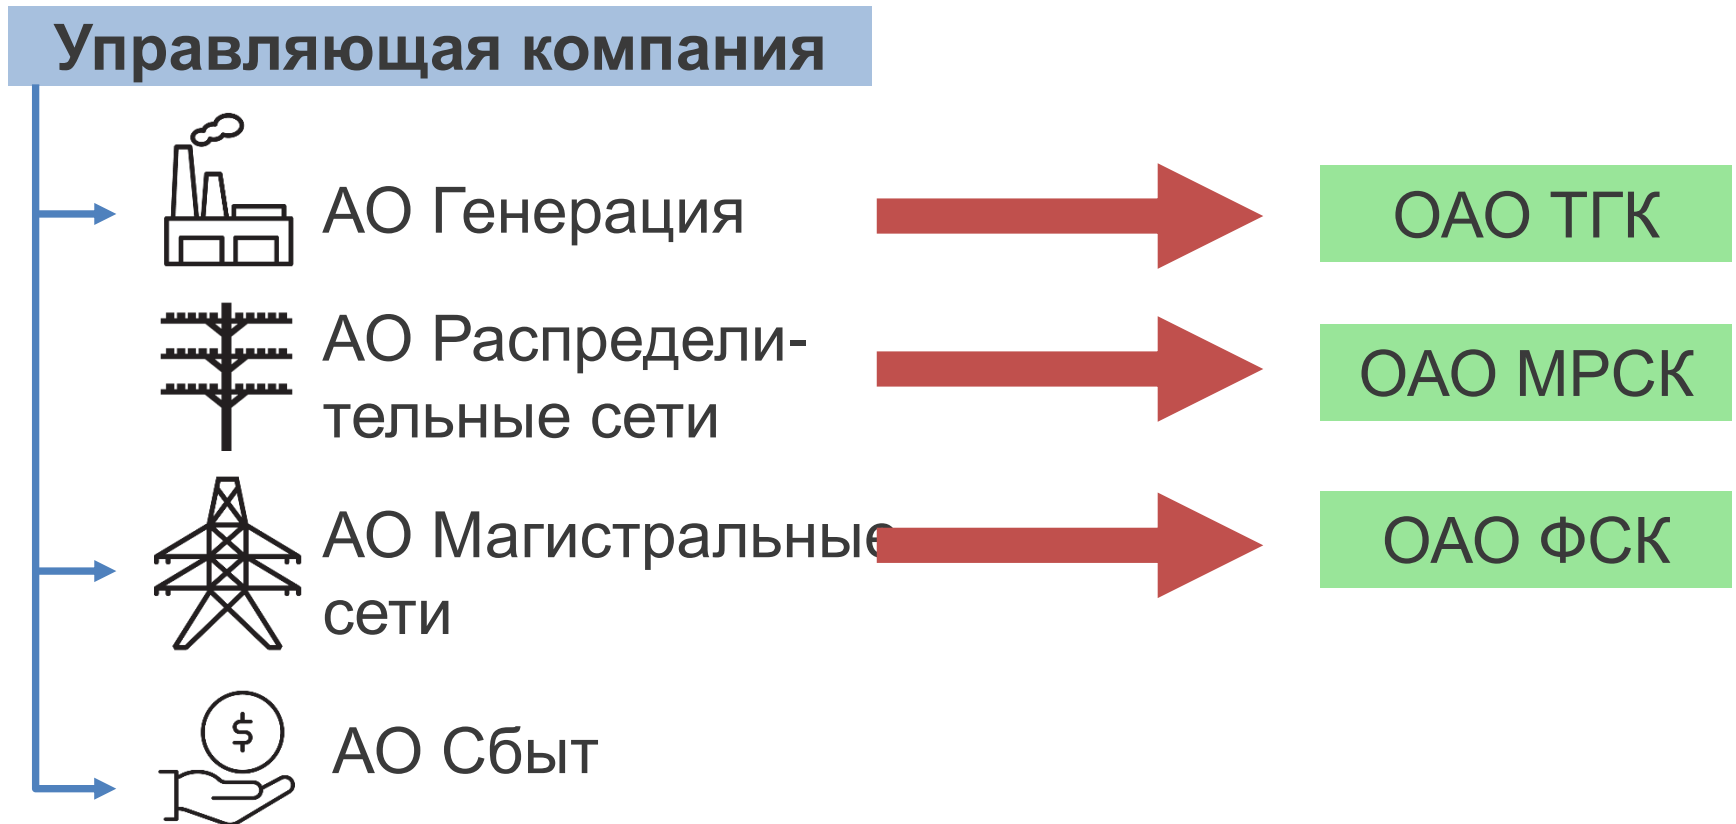 Управляющая компания
АО Генерация
ОАО ТГК
АО Распредели-
тельные сети
ОАО МРСК
АО Магистральные
сети
ОАО ФСК
$
АО Сбыт